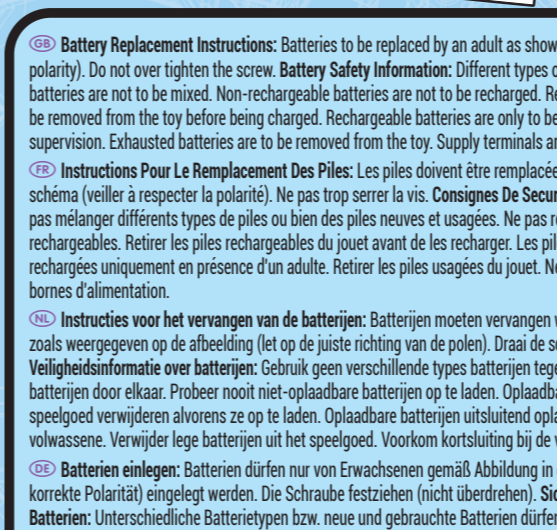 GB Battery Replacement Instructions: Batteries to be replaced by an adult as
polarity). Do not over tighten the screw. Battery Safety Information: Different types
batteries are not to be mixed. Non-rechargeable batteries are not to be recharged.
be removed from the toy before being charged. Rechargeable batteries are only to be
supervision. Exhausted batteries are to be removed from the toy. Supply terminals
FR Instructions Pour Le Remplacement Des Piles: Les piles doivent être
schéma (veiller à respecter la polarité). Ne pas trop serrer la vis. Consignes De
pas mélanger différents types de piles ou bien des piles neuves et usagées. Ne pas
rechargeables. Retirer les piles rechargeables du jouet avant de les recharger. Les
rechargées uniquement en présence d'un adulte. Retirer les piles usagées du jouet.
bornes d'alimentation.
NL Instructies voor het vervangen van de batterijen: Batterijen moeten vervangen
zoals weergegeven op de afbeelding (let op de juiste richting van de polen). Draai de
Veiligheidsinformatie over batterijen: Gebruik geen verschillende types batterijen
batterijen door elkaar. Probeer nooit niet-oplaadbare batterijen op te laden.
speelgoed verwijderen alvorens ze op te laden. Oplaadbare batterijen uitsluitend
volwassene. Verwijder lege batterijen uit het speelgoed. Voorkom kortsluiting bij de
DE Batterien einlegen: Batterien dürfen nur von Erwachsenen gemäß Abbildung in
korrekte Polarität) eingelegt werden. Die Schraube festziehen (nicht überdrehen).
Batterien: Unterschiedliche Batterietypen bzw. neue und gebrauchte Batterien